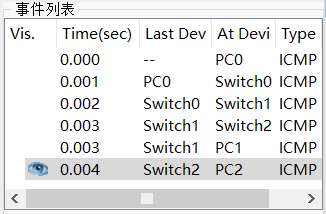 事件列表
Vis. Time(sec) Last Dev At Devi Type
0.000 -- PC0 ICMP
0.001 PC0 Switch0 ICMP
0.002 Switch0 Switch1 ICMP
0.003 Switch1 Switch2 ICMP
0.003 Switch1 PC1 ICMP
0.004 Switch2 PC2 ICMP